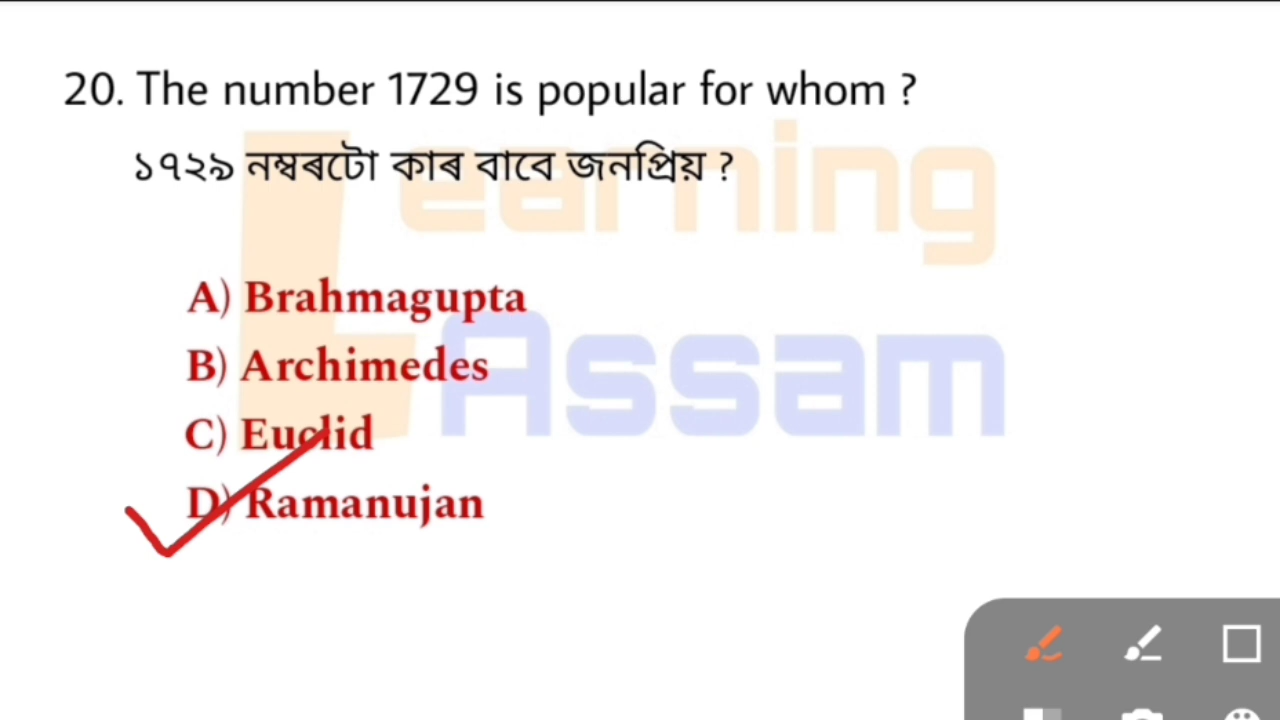 20. The number 1729 is popular for whom ?
১৭২৯ নম্বৰটো কাৰ বাবে জনপ্ৰিয় ?
Learning
Assam
A) Brahmagupta
B) Archimedes
C) Euclid
D) Ramanujan